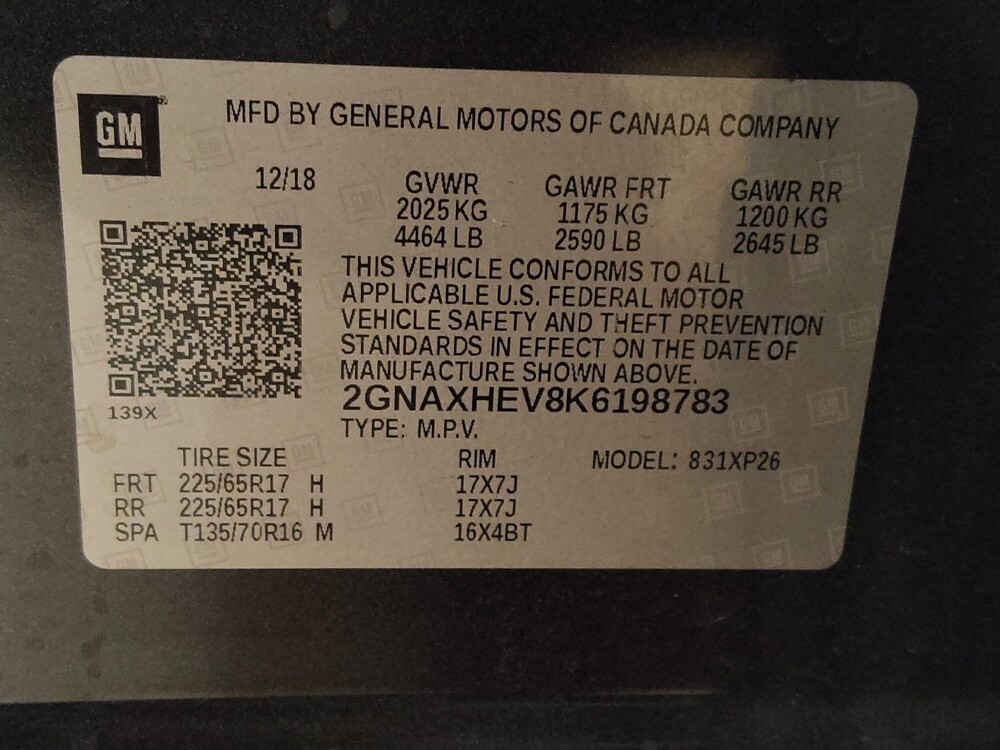 GM
MFD BY GENERAL MOTORS OF CANADA COMPANY
12/18 GVWR GAWR FRT GAWR RR
2025 KG 1175 KG 1200 KG
4464 LB 2590 LB 2645 LB
THIS VEHICLE CONFORMS TO ALL
APPLICABLE U.S. FEDERAL MOTOR
VEHICLE SAFETY AND THEFT PREVENTION
STANDARDS IN EFFECT ON THE DATE OF
MANUFACTURE SHOWN ABOVE.
2GNAXHEV8K6198783
139X
TYPE: M.P.V.
TIRE SIZE RIM MODEL: 831XP26
FRT 225/65R17 H 17X7J
RR 225/65R17 H 17X7J
SPA T135/70R16 M 16X4BT